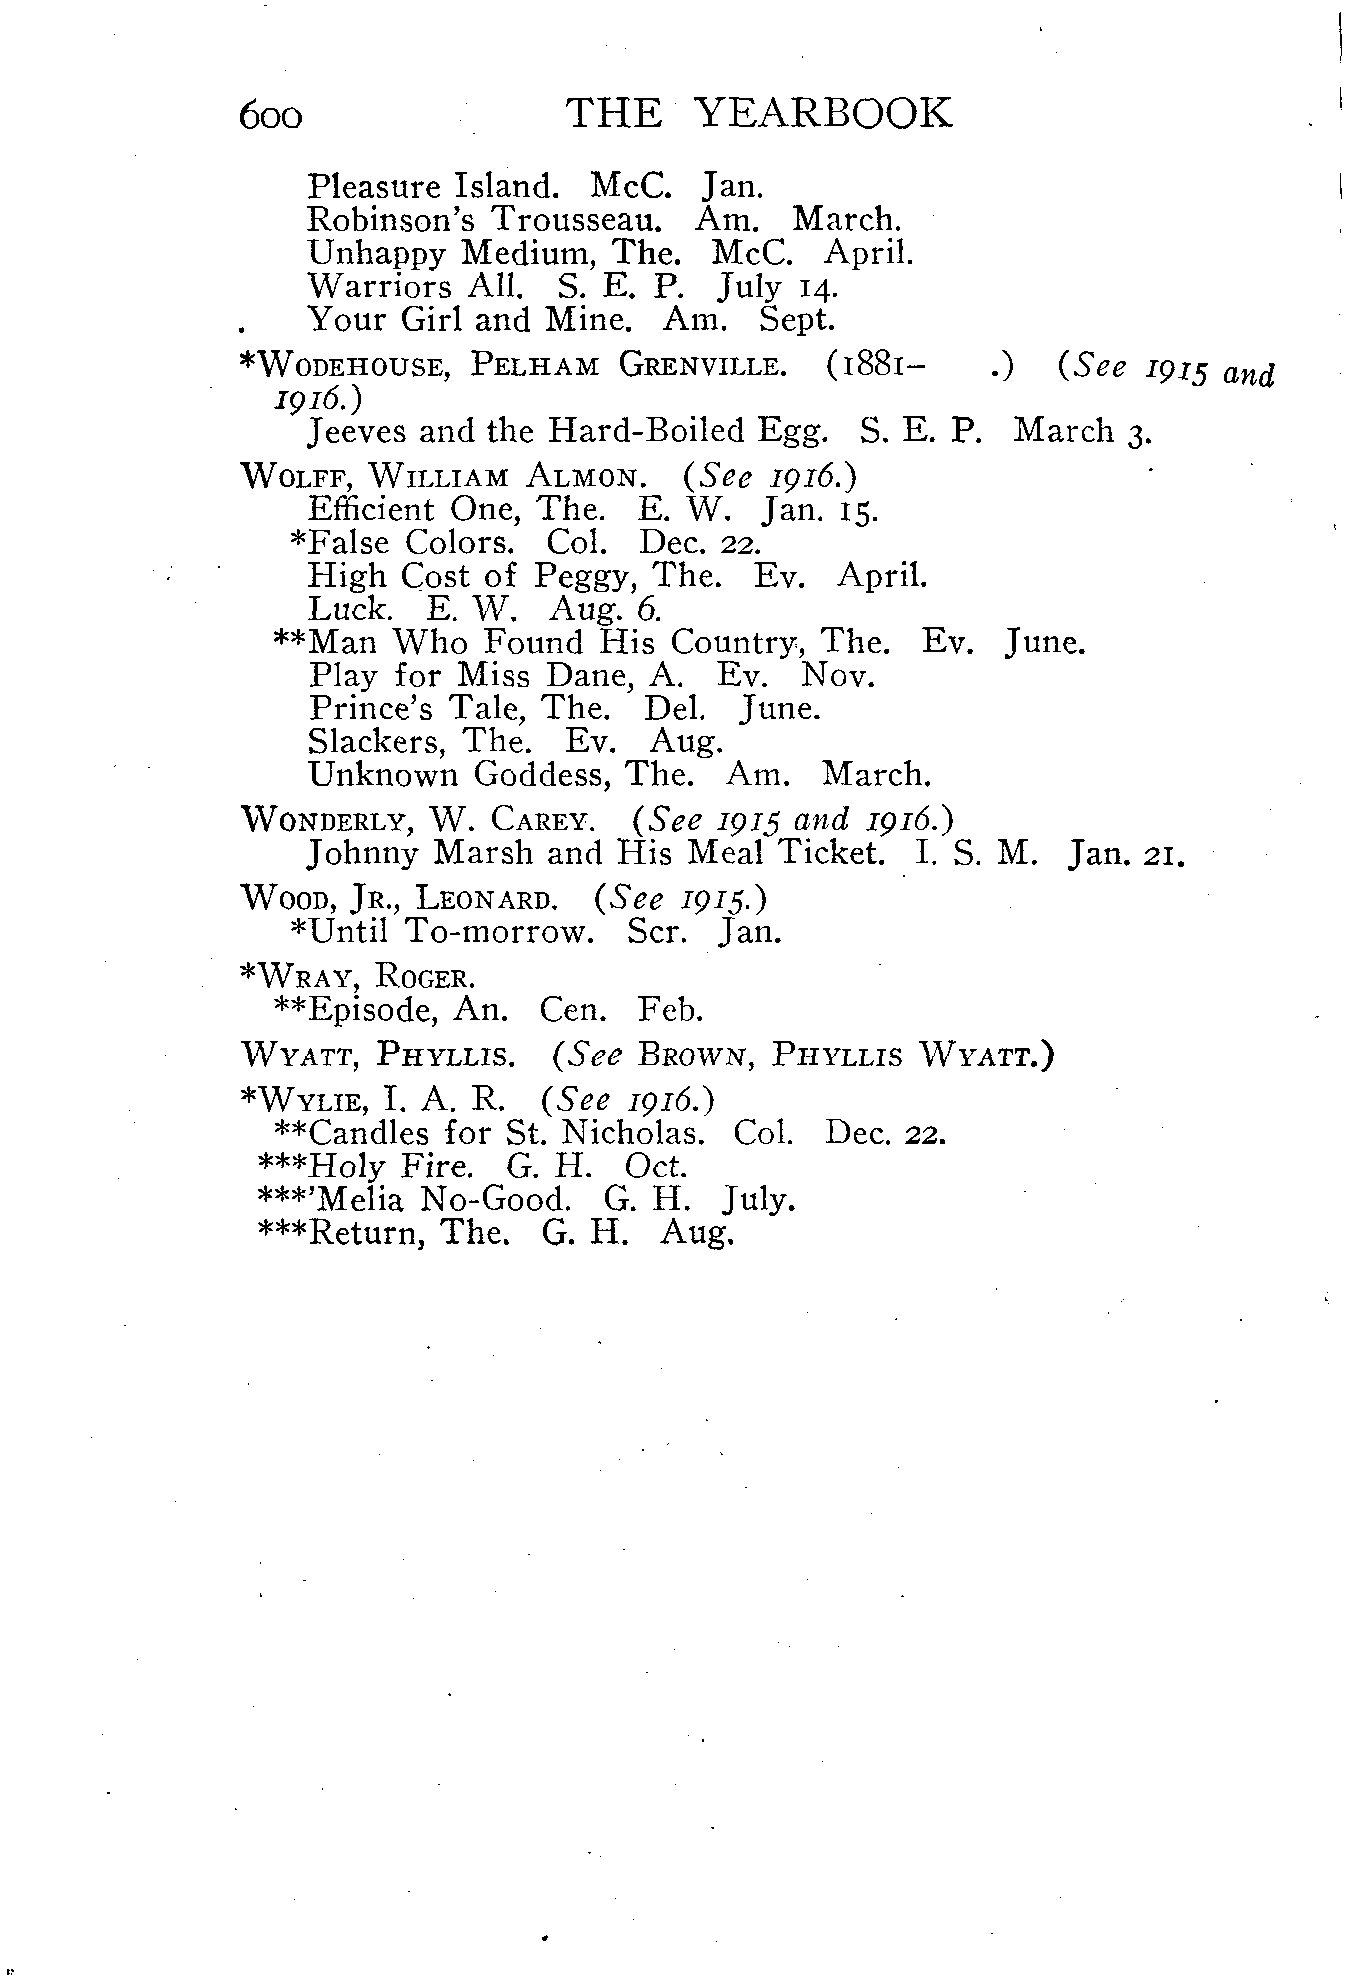 600 THE YEARBOOK
Pleasure Island. McC. Jan.
Robinson's Trousseau. Am. March.
Unhappy Medium, The. McC. April.
Warriors All. S. E. P. July 14.
Your Girl and Mine. Am. Sept.
*WODEHOUSE, PELHAM GRENVILLE. (1881– .) (See 1915 and
1916.)
Jeeves and the Hard-Boiled Egg. S. E. P. March 3.
WOLFF, WILLIAM ALMON. (See 1916.)
Efficient One, The. E. W. Jan. 15.
*False Colors. Col. Dec. 22.
High Cost of Peggy, The. Ev. April.
Luck. E. W. Aug. 6.
**Man Who Found His Country, The. Ev. June.
Play for Miss Dane, A. Ev. Nov.
Prince's Tale, The. Del. June.
Slackers, The. Ev. Aug.
Unknown Goddess, The. Am. March.
WONDERLY, W. CAREY. (See 1915 and 1916.)
Johnny Marsh and His Meal Ticket. I. S. M. Jan. 21.
WOOD, JR., LEONARD. (See 1915.)
*Until To-morrow. Scr. Jan.
*WRAY, ROGER.
**Episode, An. Cen. Feb.
WYATT, PHYLLIS. (See BROWN, PHYLLIS WYATT.)
*WYLIE, I. A. R. (See 1916.)
**Candles for St. Nicholas. Col. Dec. 22.
***Holy Fire. G. H. Oct.
***'Melia No-Good. G. H. July.
***Return, The. G. H. Aug.